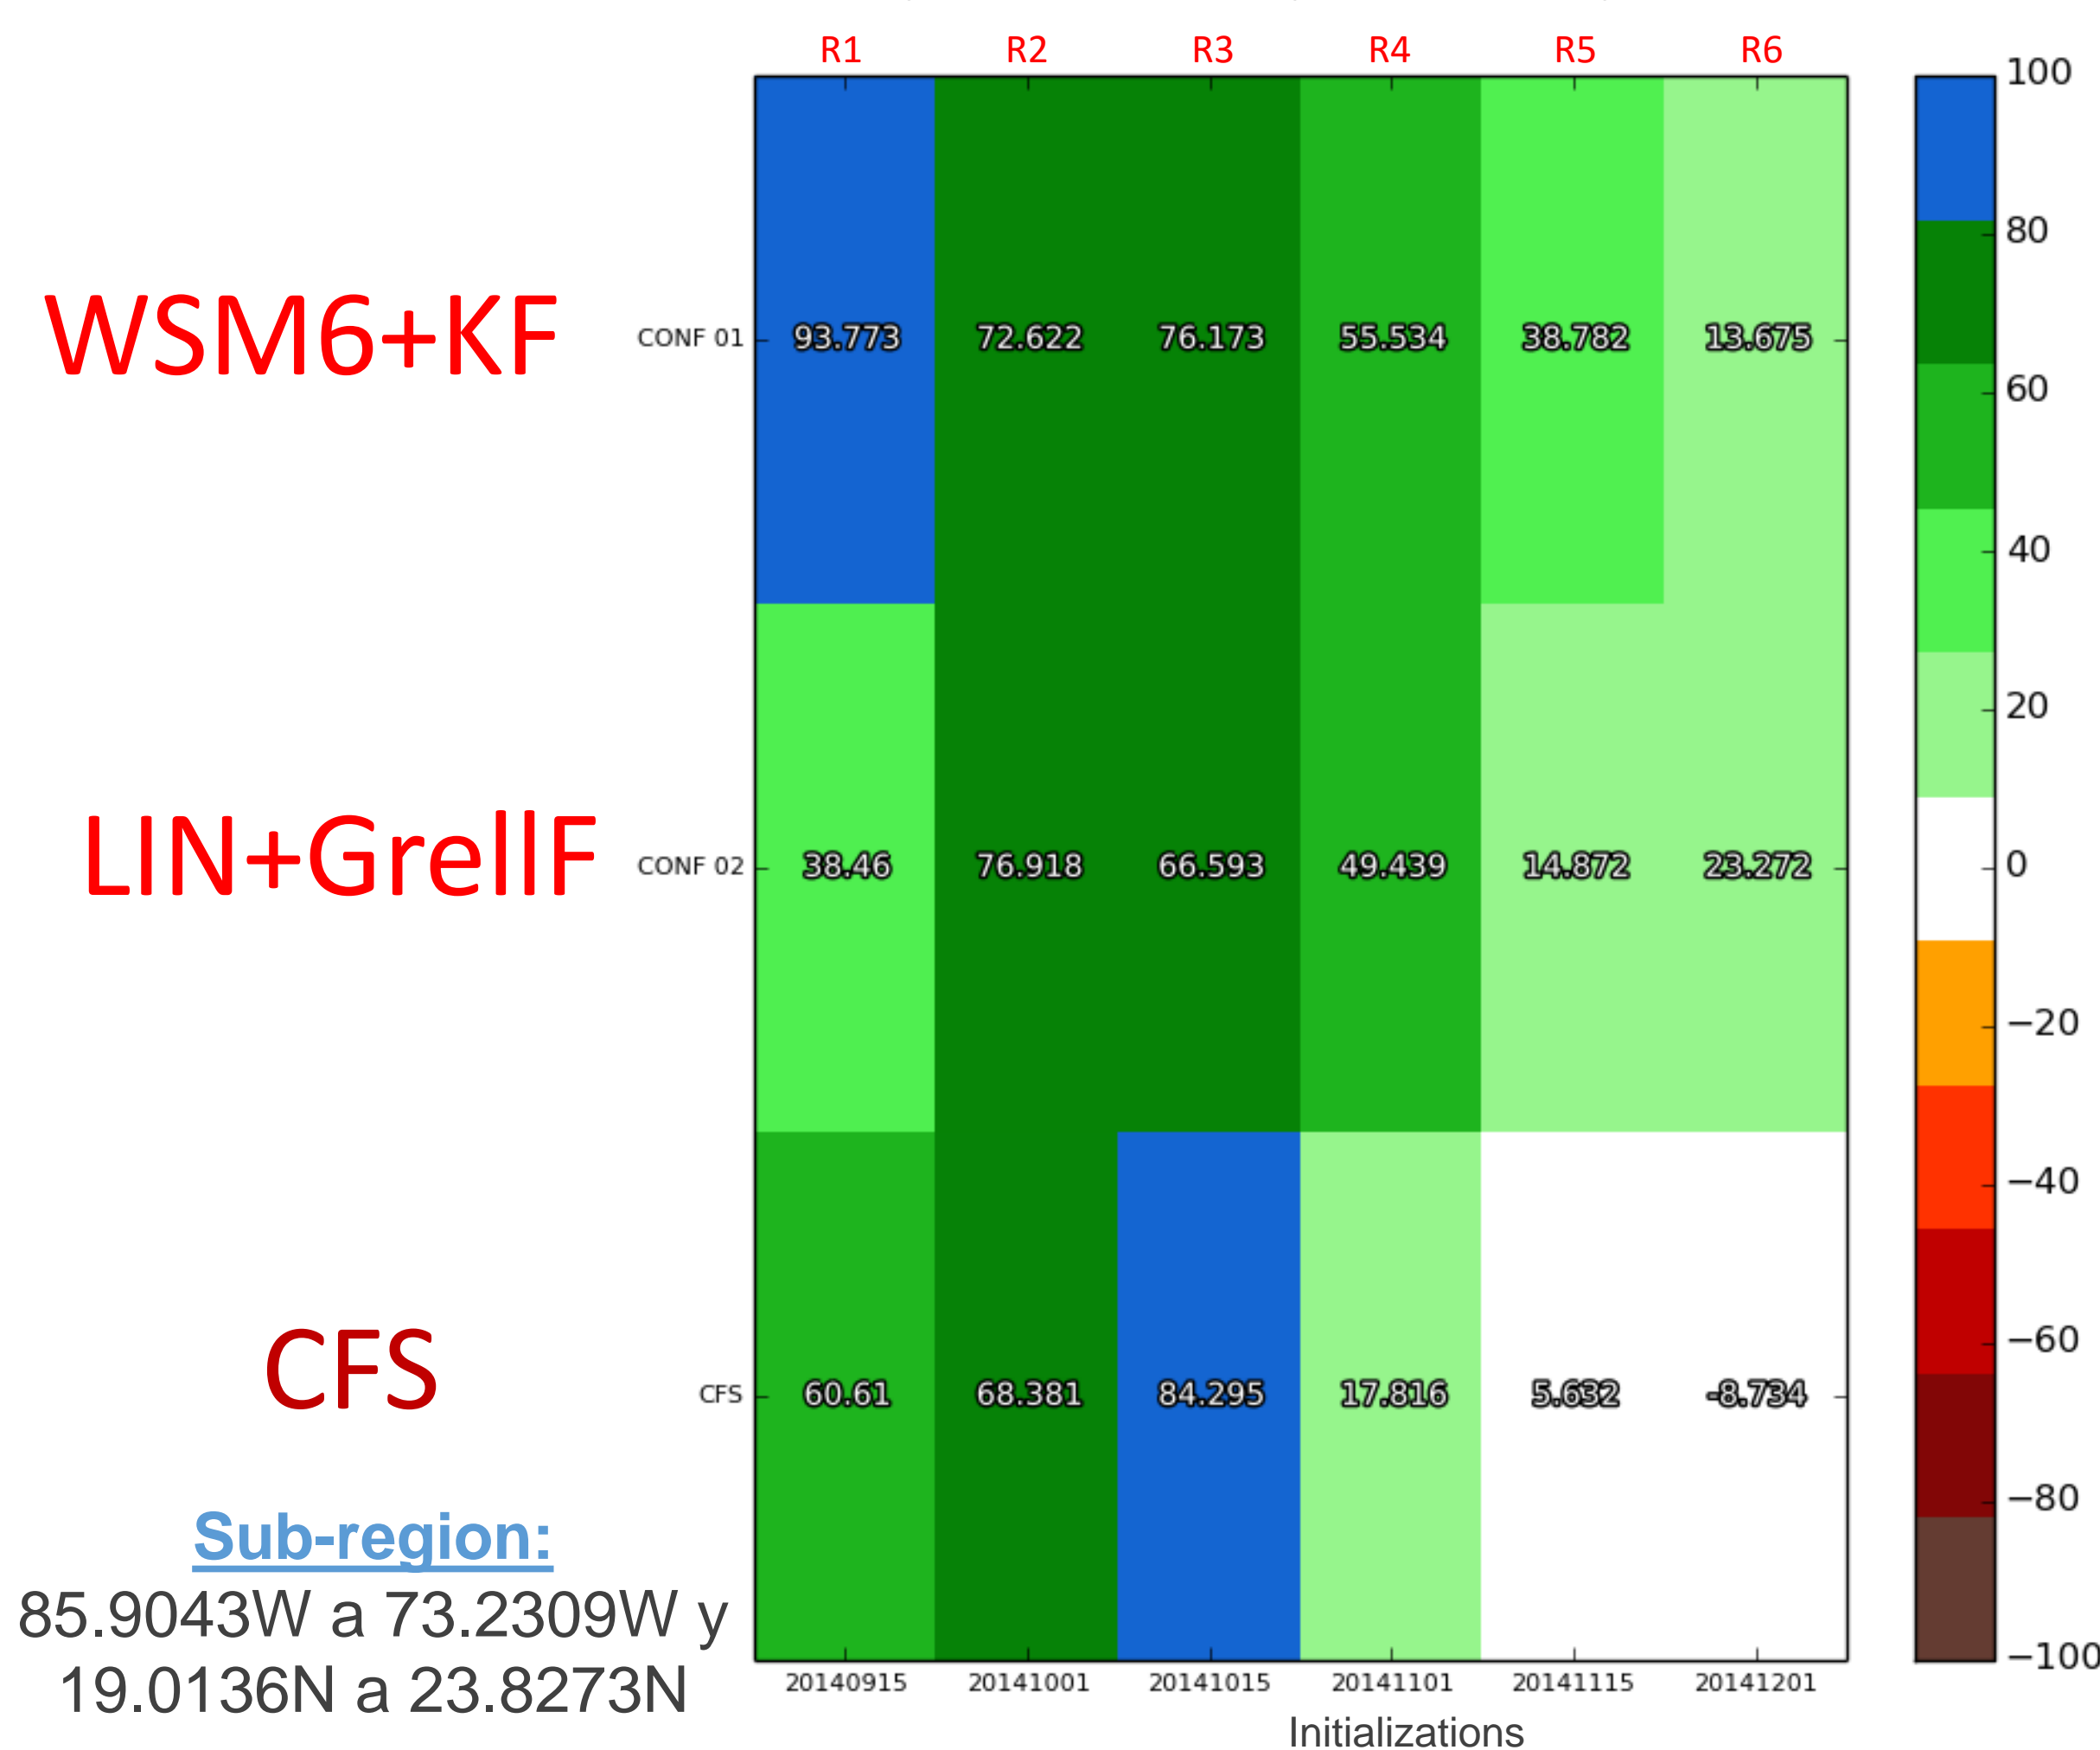 R1 R2 R3 R4 R5 R6
100
80
60
40
20
0
−20
−40
−60
−80
−100
WSM6+KF
CONF 01 93.773 72.622 76.173 55.534 38.782 13.675
LIN+GrellF
CONF 02 38.46 76.918 66.593 49.439 14.872 23.272
CFS
CFS 60.61 68.381 84.295 17.816 5.632 -8.734
Sub-region:
85.9043W a 73.2309W y
19.0136N a 23.8273N
20140915 20141001 20141015 20141101 20141115 20141201
Initializations